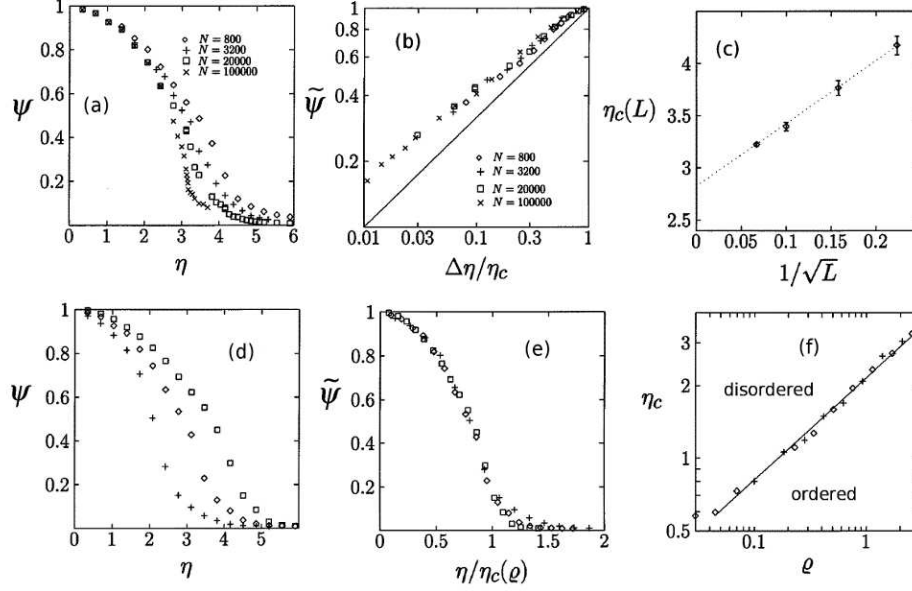 1
0.8
0.6
0.4
0.2
ψ
(a)
N = 800
N = 3200
N = 20000
N = 100000
0 1 2 3 4 5 6
η
1
0.8
0.6
0.4
0.2
ψ̃
(b)
N = 800
N = 3200
N = 20000
N = 100000
0.01 0.03 0.1 0.3 1
Δη/η_c
4
3.5
3
2.5
η_c(L)
(c)
0 0.05 0.1 0.15 0.2
1/√L
1
0.8
0.6
0.4
0.2
ψ
(d)
0 1 2 3 4 5 6
η
1
0.8
0.6
0.4
0.2
ψ̃
(e)
0 0.5 1 1.5 2
η/η_c(ϱ)
3
2
1
0.5
η_c
(f)
disordered
ordered
0.1 1
ϱ